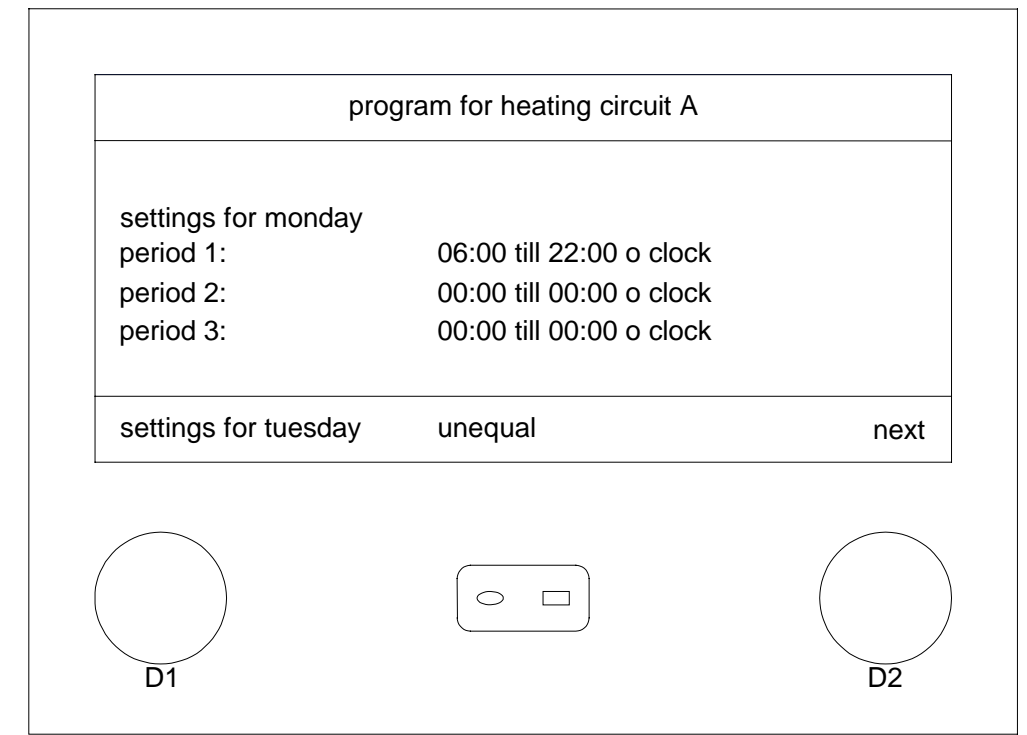 program for heating circuit A
settings for monday
period 1: 06:00 till 22:00 o clock
period 2: 00:00 till 00:00 o clock
period 3: 00:00 till 00:00 o clock
settings for tuesday unequal next
D1 D2